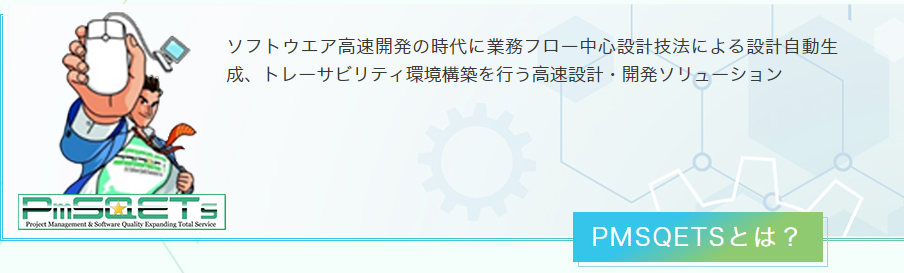 ソフトウエア高速開発の時代に業務フロー中心設計技法による設計自動生
成、トレーサビリティ環境構築を行う高速設計・開発ソリューション
PmSQETs
Project Management & Software Quality Expanding Total Service
PMSQETSとは？